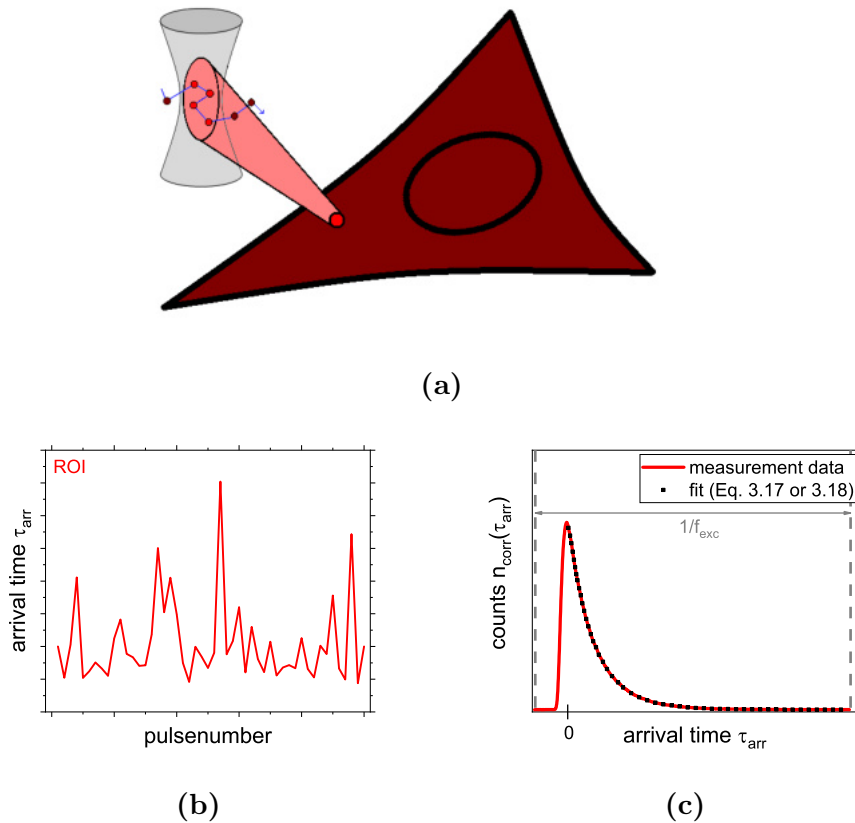 (a)
ROI
arrival time τarr
pulsenumber
(b)
measurement data
fit (Eq. 3.17 or 3.18)
1/fexc
counts ncorr(τarr)
0
arrival time τarr
(c)